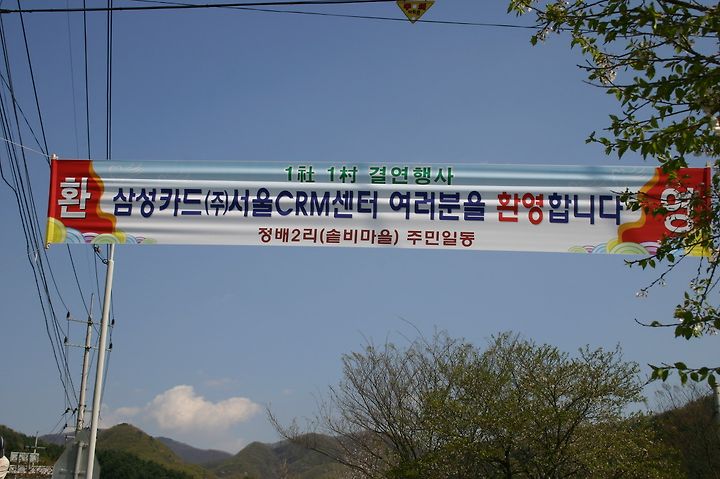 1社 1村 결연행사
환 삼성카드(주)서울CRM센터 여러분을 환영합니다 영
정배2리(솔비마을) 주민일동